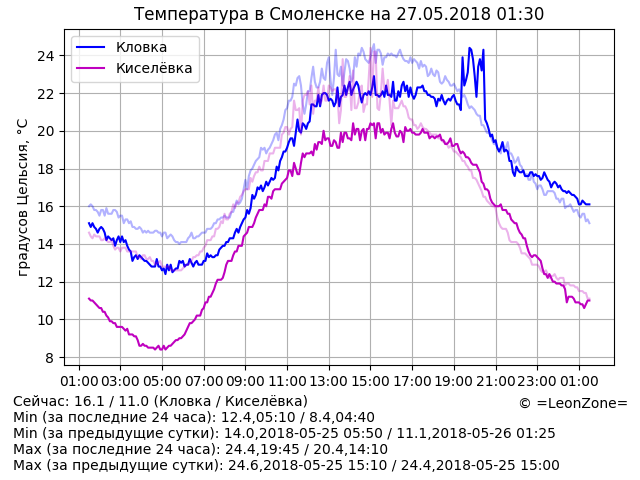 Температура в Смоленске на 27.05.2018 01:30
Кловка
Киселёвка
градусов Цельсия, °C
24
22
20
18
16
14
12
10
8
01:00 03:00 05:00 07:00 09:00 11:00 13:00 15:00 17:00 19:00 21:00 23:00 01:00
Сейчас: 16.1 / 11.0 (Кловка / Киселёвка)
© =LeonZone=
Min (за последние 24 часа): 12.4,05:10 / 8.4,04:40
Min (за предыдущие сутки): 14.0,2018-05-25 05:50 / 11.1,2018-05-26 01:25
Max (за последние 24 часа): 24.4,19:45 / 20.4,14:10
Max (за предыдущие сутки): 24.6,2018-05-25 15:10 / 24.4,2018-05-25 15:00